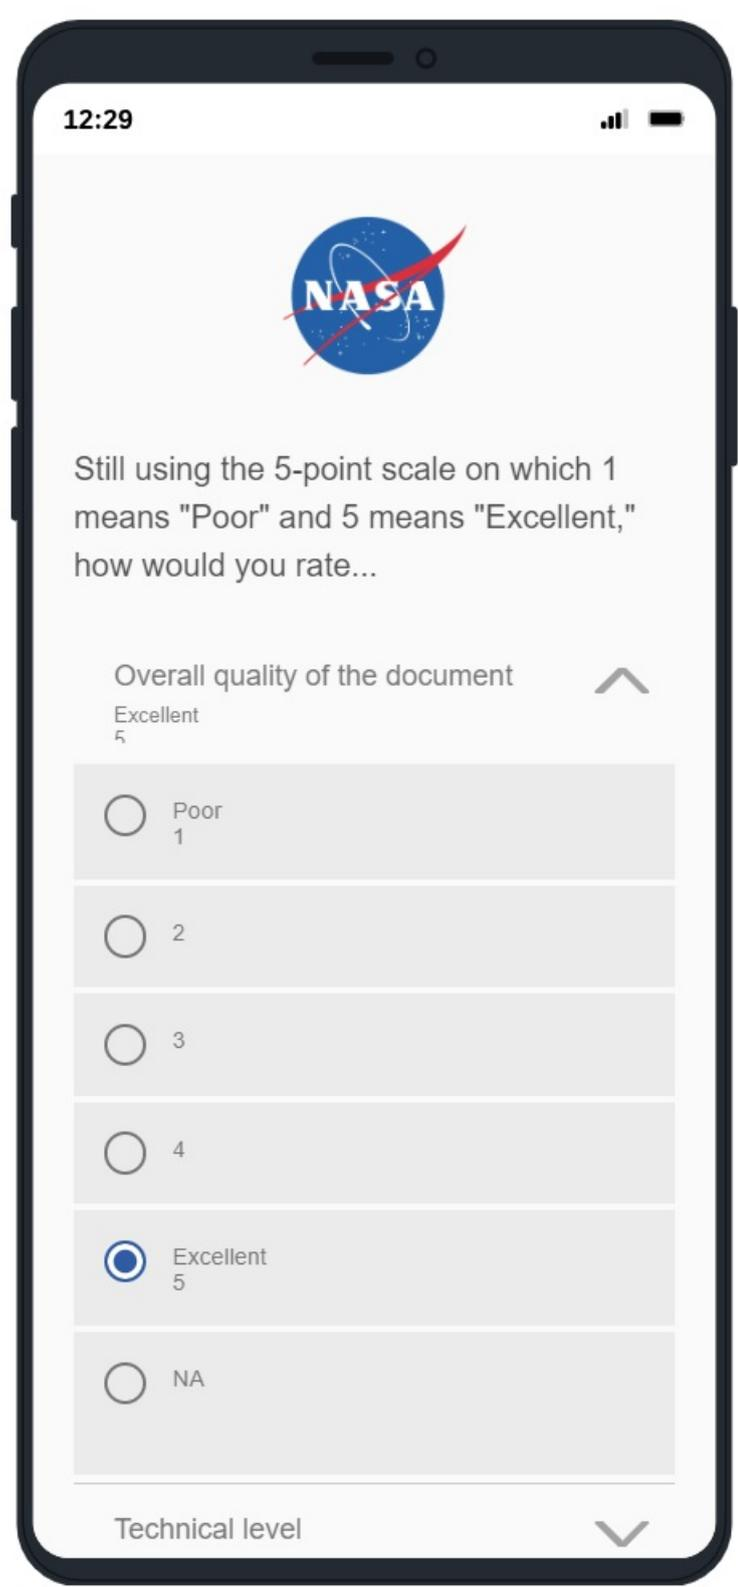 12:29
NASA
Still using the 5-point scale on which 1
means "Poor" and 5 means "Excellent,"
how would you rate...
Overall quality of the document
Excellent
5
Poor
1
2
3
4
Excellent
5
NA
Technical level